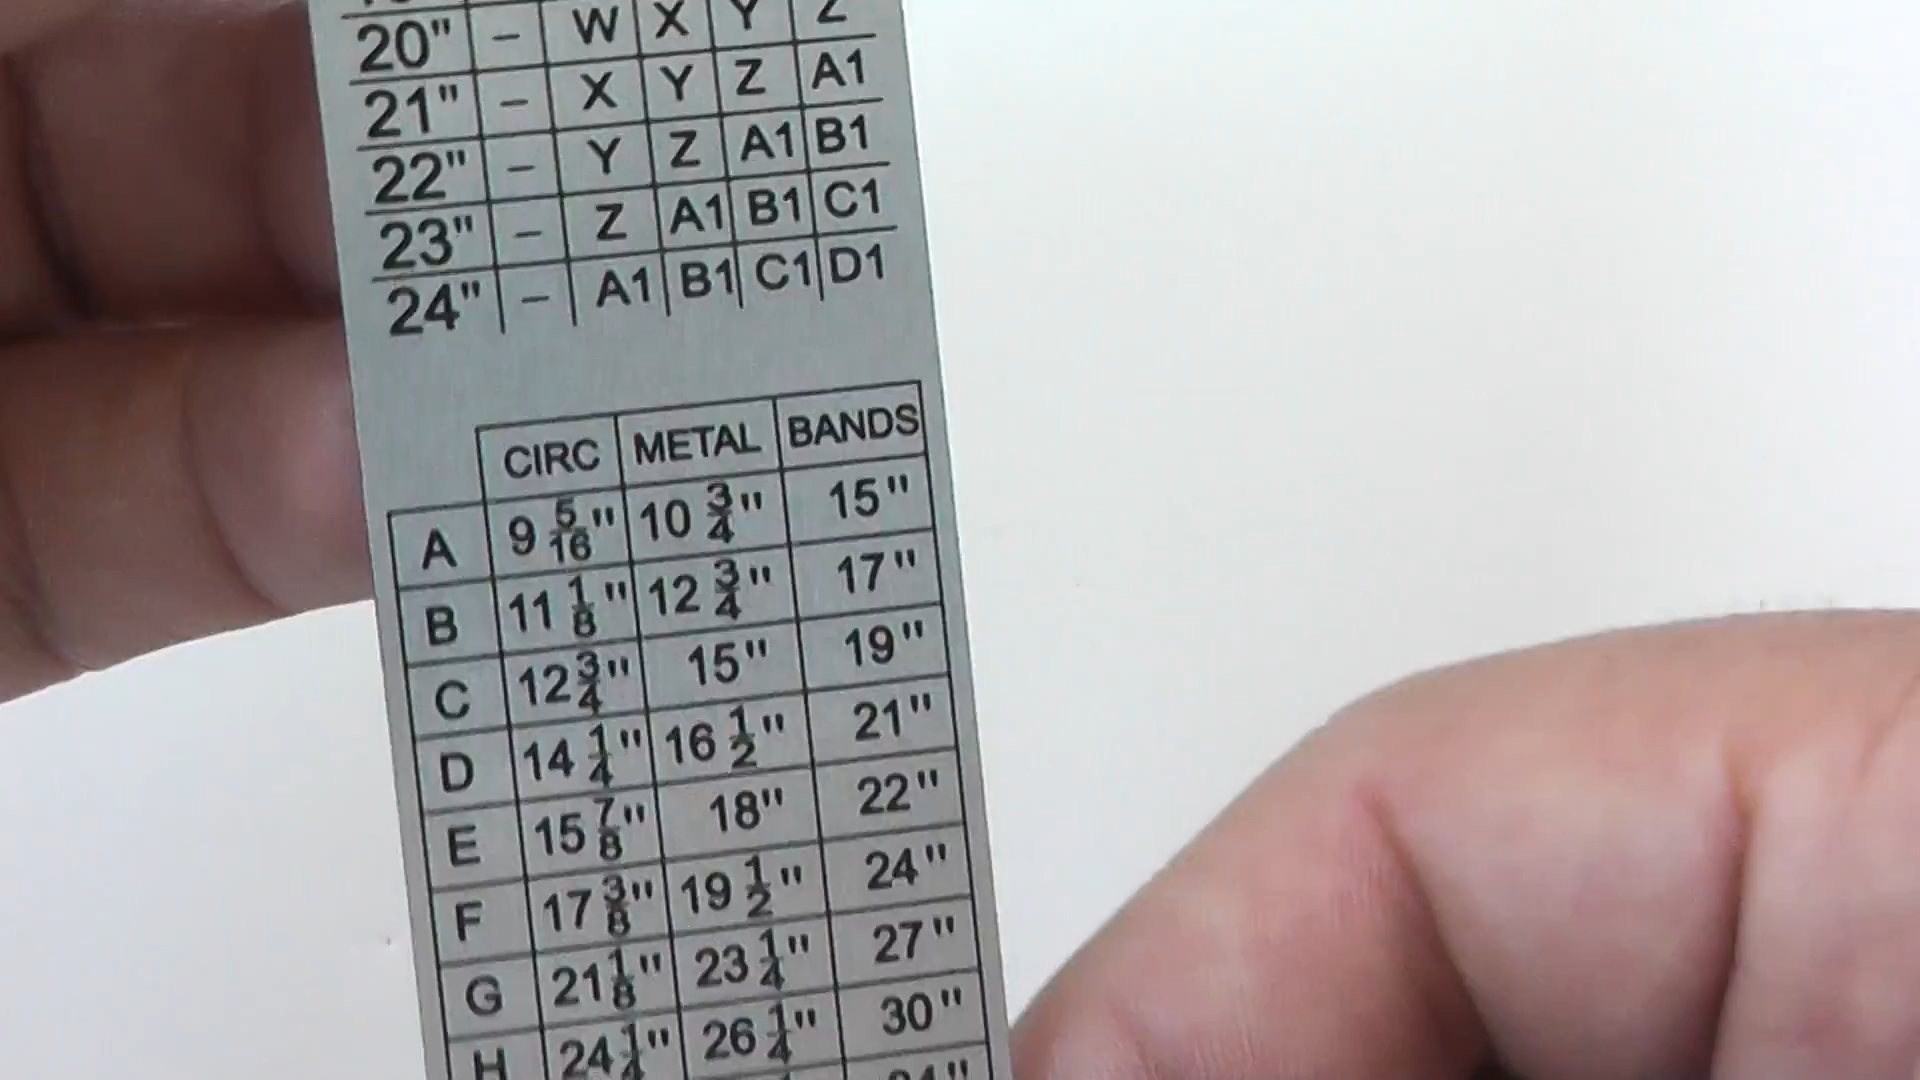 20" – W X Y Z
21" – X Y Z A1
22" – Y Z A1 B1
23" – Z A1 B1 C1
24" – A1 B1 C1 D1
CIRC METAL BANDS
A 9 5/16" 10 3/4" 15"
B 11 1/8" 12 3/4" 17"
C 12 3/4" 15" 19"
D 14 1/4" 16 1/2" 21"
E 15 7/8" 18" 22"
F 17 3/8" 19 1/2" 24"
G 21 1/8" 23 1/4" 27"
H 24 1/4" 26 1/4" 30"